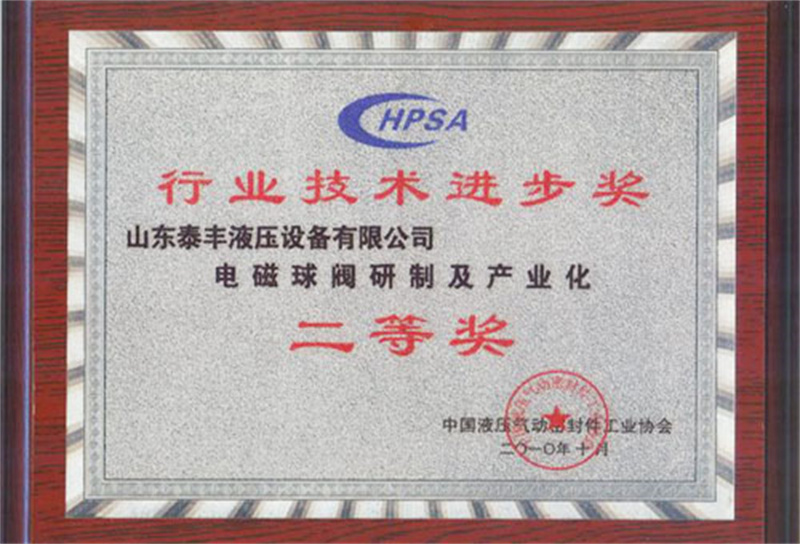 CHPSA
行业技术进步奖
山东泰丰液压设备有限公司
电磁球阀研制及产业化
二等奖
中国液压气动密封件工业协会
二〇一〇年十月